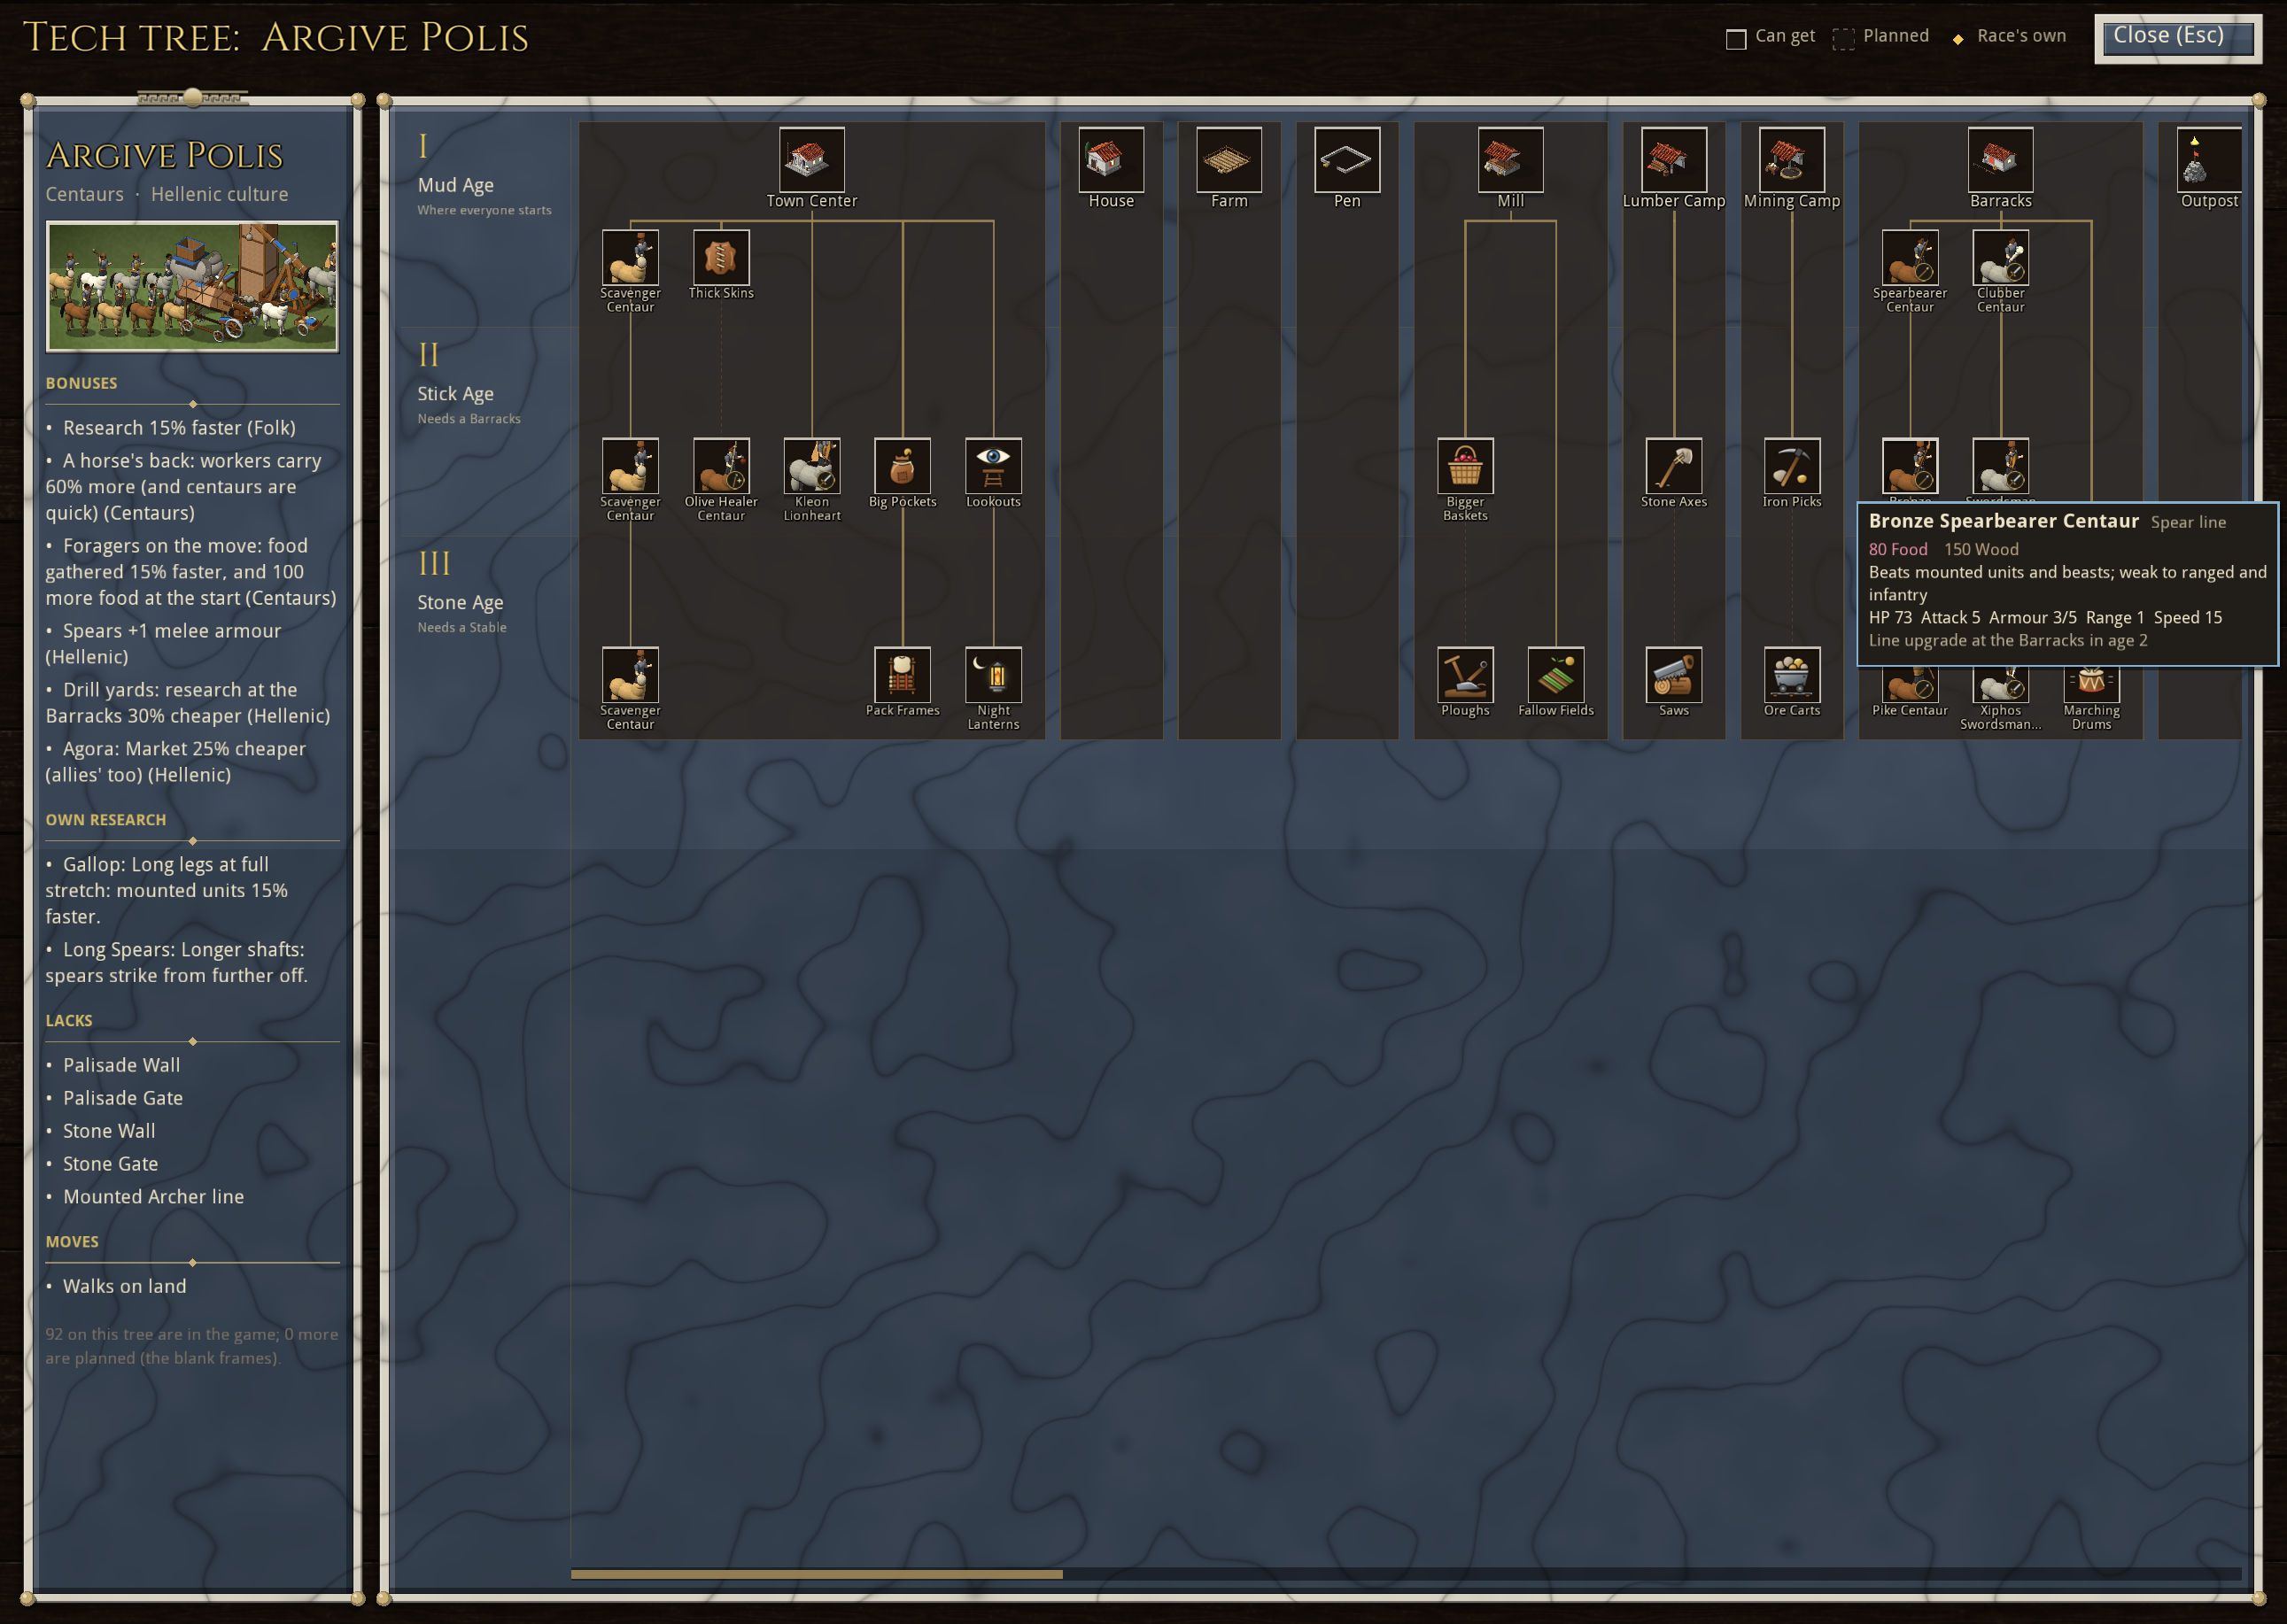 TECH TREE: ARGIVE POLIS
Can get
Planned
Race's own
Close (Esc)
ARGIVE POLIS
Centaurs · Hellenic culture
BONUSES
• Research 15% faster (Folk)
• A horse's back: workers carry
60% more (and centaurs are
quick) (Centaurs)
• Foragers on the move: food
gathered 15% faster, and 100
more food at the start (Centaurs)
• Spears +1 melee armour
(Hellenic)
• Drill yards: research at the
Barracks 30% cheaper (Hellenic)
• Agora: Market 25% cheaper
(allies' too) (Hellenic)
OWN RESEARCH
• Gallop: Long legs at full
stretch: mounted units 15%
faster.
• Long Spears: Longer shafts:
spears strike from further off.
LACKS
• Palisade Wall
• Palisade Gate
• Stone Wall
• Stone Gate
• Mounted Archer line
MOVES
• Walks on land
92 on this tree are in the game; 0 more
are planned (the blank frames).
I
Mud Age
Where everyone starts
Town Center
House
Farm
Pen
Mill
Lumber Camp
Mining Camp
Barracks
Outpost
Scavenger
Centaur
Thick Skins
Spearbearer
Centaur
Clubber
Centaur
II
Stick Age
Needs a Barracks
Scavenger
Centaur
Olive Healer
Centaur
Kleon
Lionheart
Big Pockets
Lookouts
Bigger
Baskets
Stone Axes
Iron Picks
Bronze Spearbearer Centaur Spear line
80 Food 150 Wood
Beats mounted units and beasts; weak to ranged and
infantry
HP 73 Attack 5 Armour 3/5 Range 1 Speed 15
Line upgrade at the Barracks in age 2
III
Stone Age
Needs a Stable
Scavenger
Centaur
Pack Frames
Night
Lanterns
Ploughs
Fallow Fields
Saws
Ore Carts
Pike Centaur
Xiphos
Swordsman...
Marching
Drums